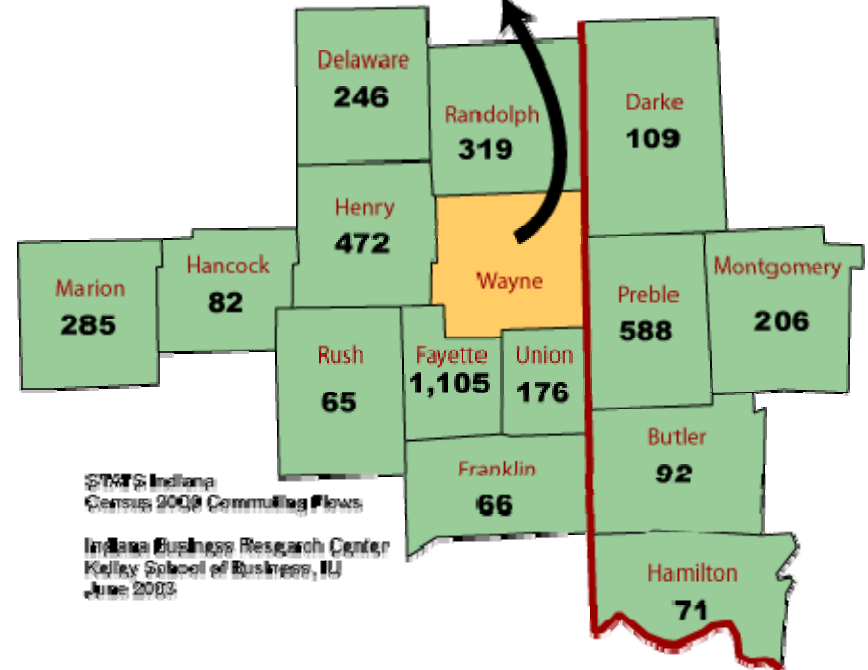 Delaware
246
Randolph
319
Darke
109
Henry
472
Hancock
82
Marion
285
Wayne
Preble
588
Montgomery
206
Rush
65
Fayette
1,105
Union
176
Butler
92
Franklin
66
Hamilton
71
STATS Indiana
Census 2000 Commuting Flows
Indiana Business Research Center
Kelley School of Business, IU
June 2003